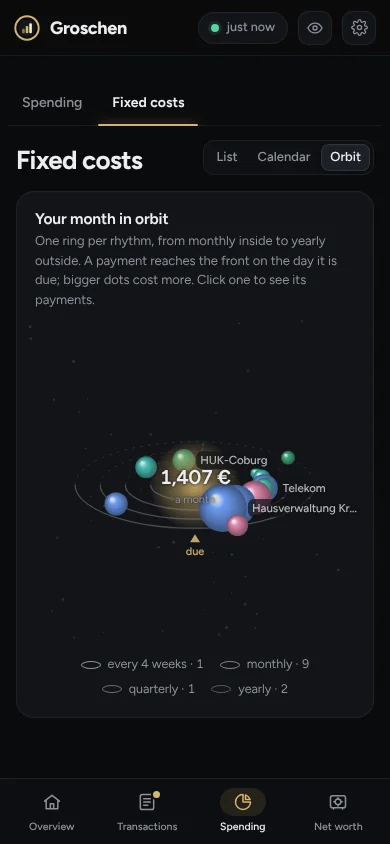 Groschen
just now
Spending
Fixed costs
Fixed costs
List
Calendar
Orbit
Your month in orbit
One ring per rhythm, from monthly inside to yearly
outside. A payment reaches the front on the day it is
due; bigger dots cost more. Click one to see its
payments.
HUK-Coburg
1,407 €
a month
Telekom
Hausverwaltung Kr…
due
every 4 weeks · 1
monthly · 9
quarterly · 1
yearly · 2
Overview
Transactions
Spending
Net worth